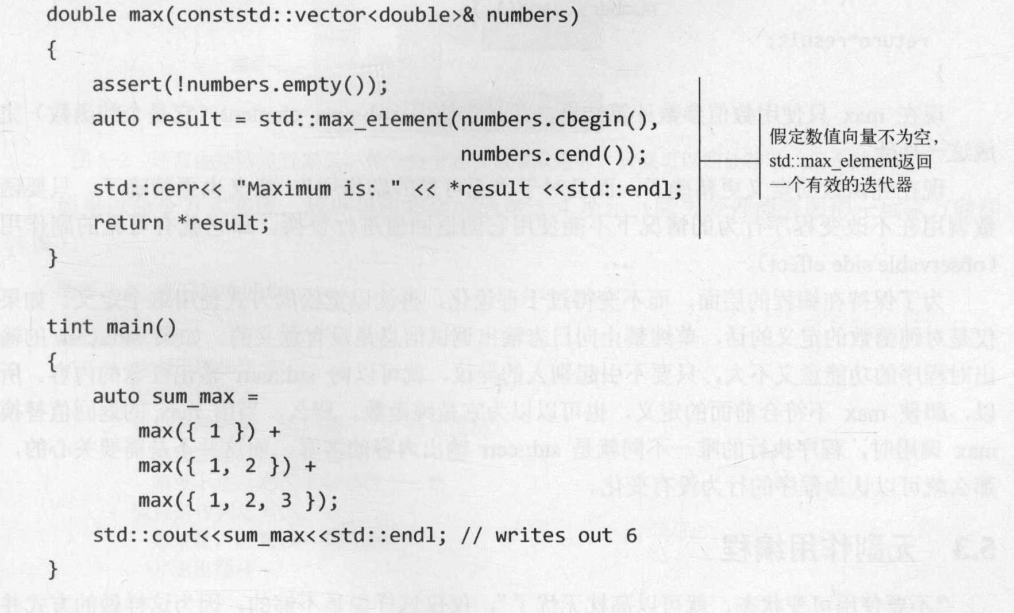 double max(conststd::vector<double>& numbers)
{
assert(!numbers.empty());
auto result = std::max_element(numbers.cbegin(),
numbers.cend());
std::cerr<< "Maximum is: " << *result <<std::endl;
return *result;
}
假定数值向量不为空，
std::max_element返回
一个有效的迭代器
tint main()
{
auto sum_max =
max({ 1 }) +
max({ 1, 2 }) +
max({ 1, 2, 3 });
std::cout<<sum_max<<std::endl; // writes out 6
}